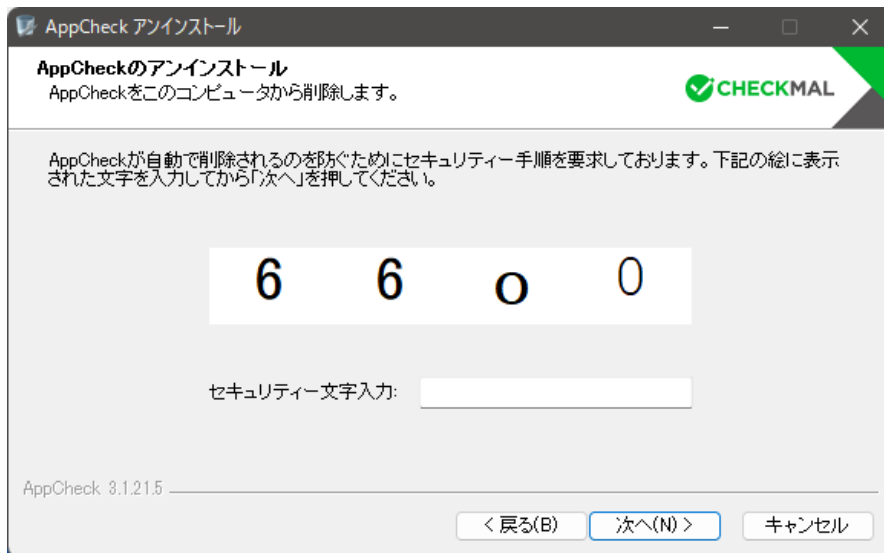 AppCheck アンインストール
AppCheckのアンインストール
AppCheckをこのコンピュータから削除します。
CHECKMAL
AppCheckが自動で削除されるのを防ぐためにセキュリティー手順を要求しております。下記の絵に表示
された文字を入力してから「次へ」を押してください。
6 6 o 0
セキュリティー文字入力:
AppCheck 3.1.21.5
< 戻る(B) 次へ(N) > キャンセル